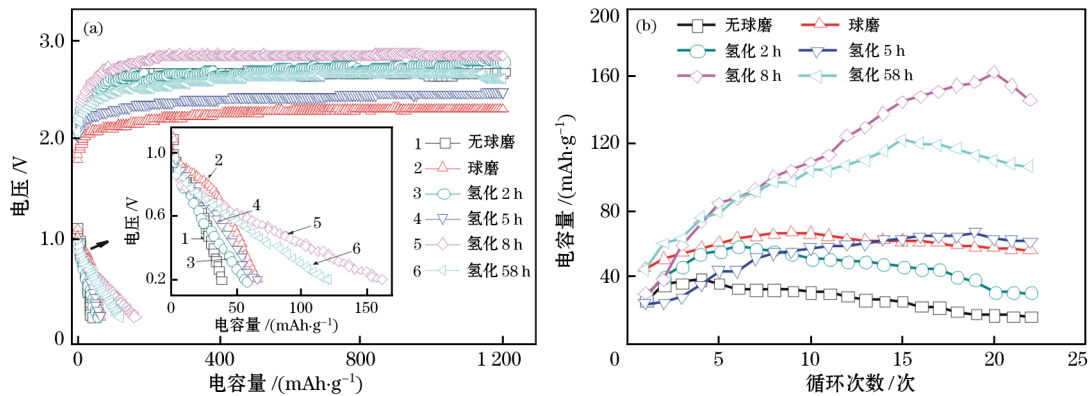 (a)
3.0
2.0
1.0
0
电压 /V
0
400
800
1 200
电容量 /(mAh·g⁻¹)
1.0
0.6
0.2
电压 /V
0
50
100
150
电容量 /(mAh·g⁻¹)
1
2
3
4
5
6
1 无球磨
2 球磨
3 氢化 2 h
4 氢化 5 h
5 氢化 8 h
6 氢化 58 h
(b)
无球磨 球磨
氢化 2 h 氢化 5 h
氢化 8 h 氢化 58 h
200
160
120
80
40
0
电容量 /(mAh·g⁻¹)
5
10
15
20
25
循环次数 /次